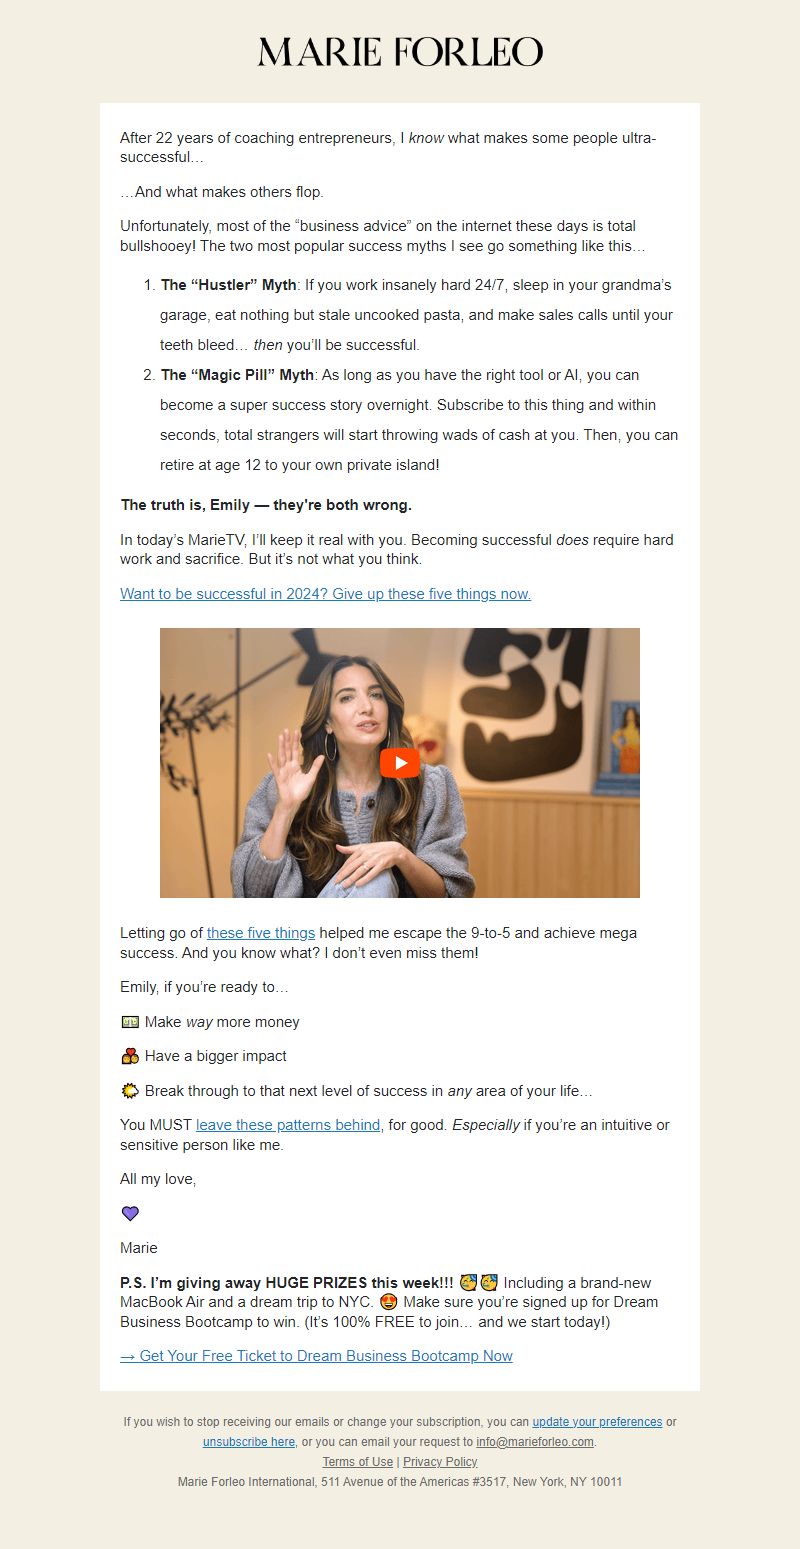 MARIE FORLEO
After 22 years of coaching entrepreneurs, I know what makes some people ultra-
successful…
…And what makes others flop.
Unfortunately, most of the “business advice” on the internet these days is total
bullshooey! The two most popular success myths I see go something like this…
1. The “Hustler” Myth: If you work insanely hard 24/7, sleep in your grandma’s
garage, eat nothing but stale uncooked pasta, and make sales calls until your
teeth bleed… then you’ll be successful.
2. The “Magic Pill” Myth: As long as you have the right tool or AI, you can
become a super success story overnight. Subscribe to this thing and within
seconds, total strangers will start throwing wads of cash at you. Then, you can
retire at age 12 to your own private island!
The truth is, Emily — they're both wrong.
In today’s MarieTV, I’ll keep it real with you. Becoming successful does require hard
work and sacrifice. But it’s not what you think.
Want to be successful in 2024? Give up these five things now.
Letting go of these five things helped me escape the 9-to-5 and achieve mega
success. And you know what? I don’t even miss them!
Emily, if you’re ready to…
💵 Make way more money
👩‍❤️‍👨 Have a bigger impact
🌟 Break through to that next level of success in any area of your life…
You MUST leave these patterns behind, for good. Especially if you’re an intuitive or
sensitive person like me.
All my love,
💜
Marie
P.S. I’m giving away HUGE PRIZES this week!!! 🥳🥳 Including a brand-new
MacBook Air and a dream trip to NYC. 😍 Make sure you’re signed up for Dream
Business Bootcamp to win. (It’s 100% FREE to join… and we start today!)
→ Get Your Free Ticket to Dream Business Bootcamp Now
If you wish to stop receiving our emails or change your subscription, you can update your preferences or
unsubscribe here, or you can email your request to info@marieforleo.com.
Terms of Use | Privacy Policy
Marie Forleo International, 511 Avenue of the Americas #3517, New York, NY 10011